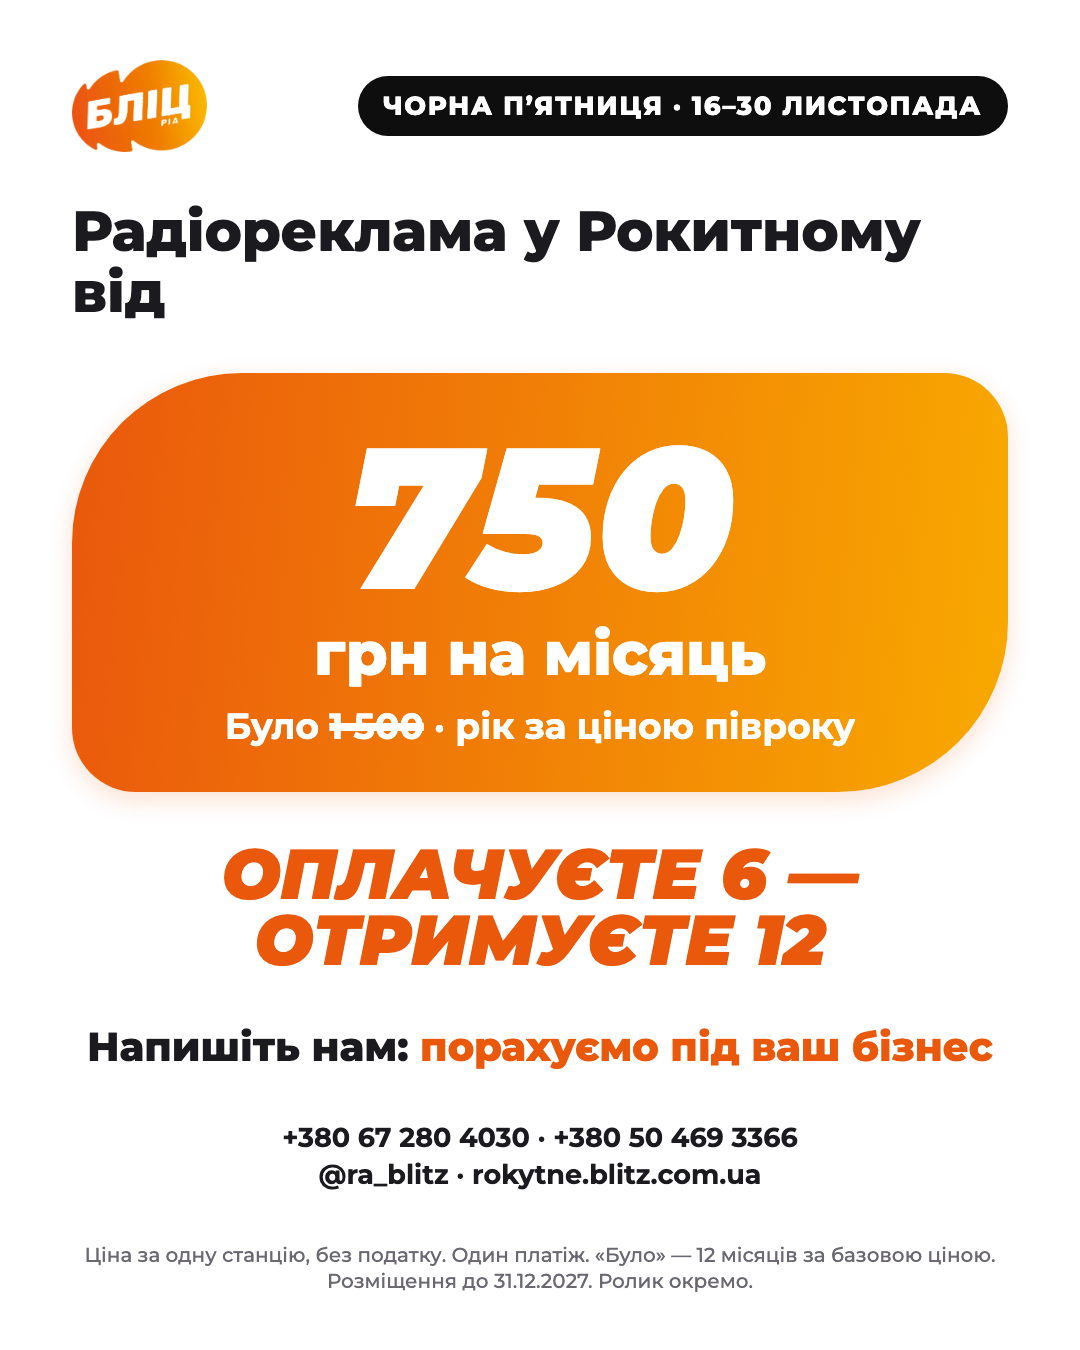 БЛІЦ
РІА
ЧОРНА П’ЯТНИЦЯ · 16–30 ЛИСТОПАДА
Радіореклама у Рокитному
від
750
грн на місяць
Було 1 500 · рік за ціною півроку
ОПЛАЧУЄТЕ 6 —
ОТРИМУЄТЕ 12
Напишіть нам: порахуємо під ваш бізнес
+380 67 280 4030 · +380 50 469 3366
@ra_blitz · rokytne.blitz.com.ua
Ціна за одну станцію, без податку. Один платіж. «Було» — 12 місяців за базовою ціною.
Розміщення до 31.12.2027. Ролик окремо.